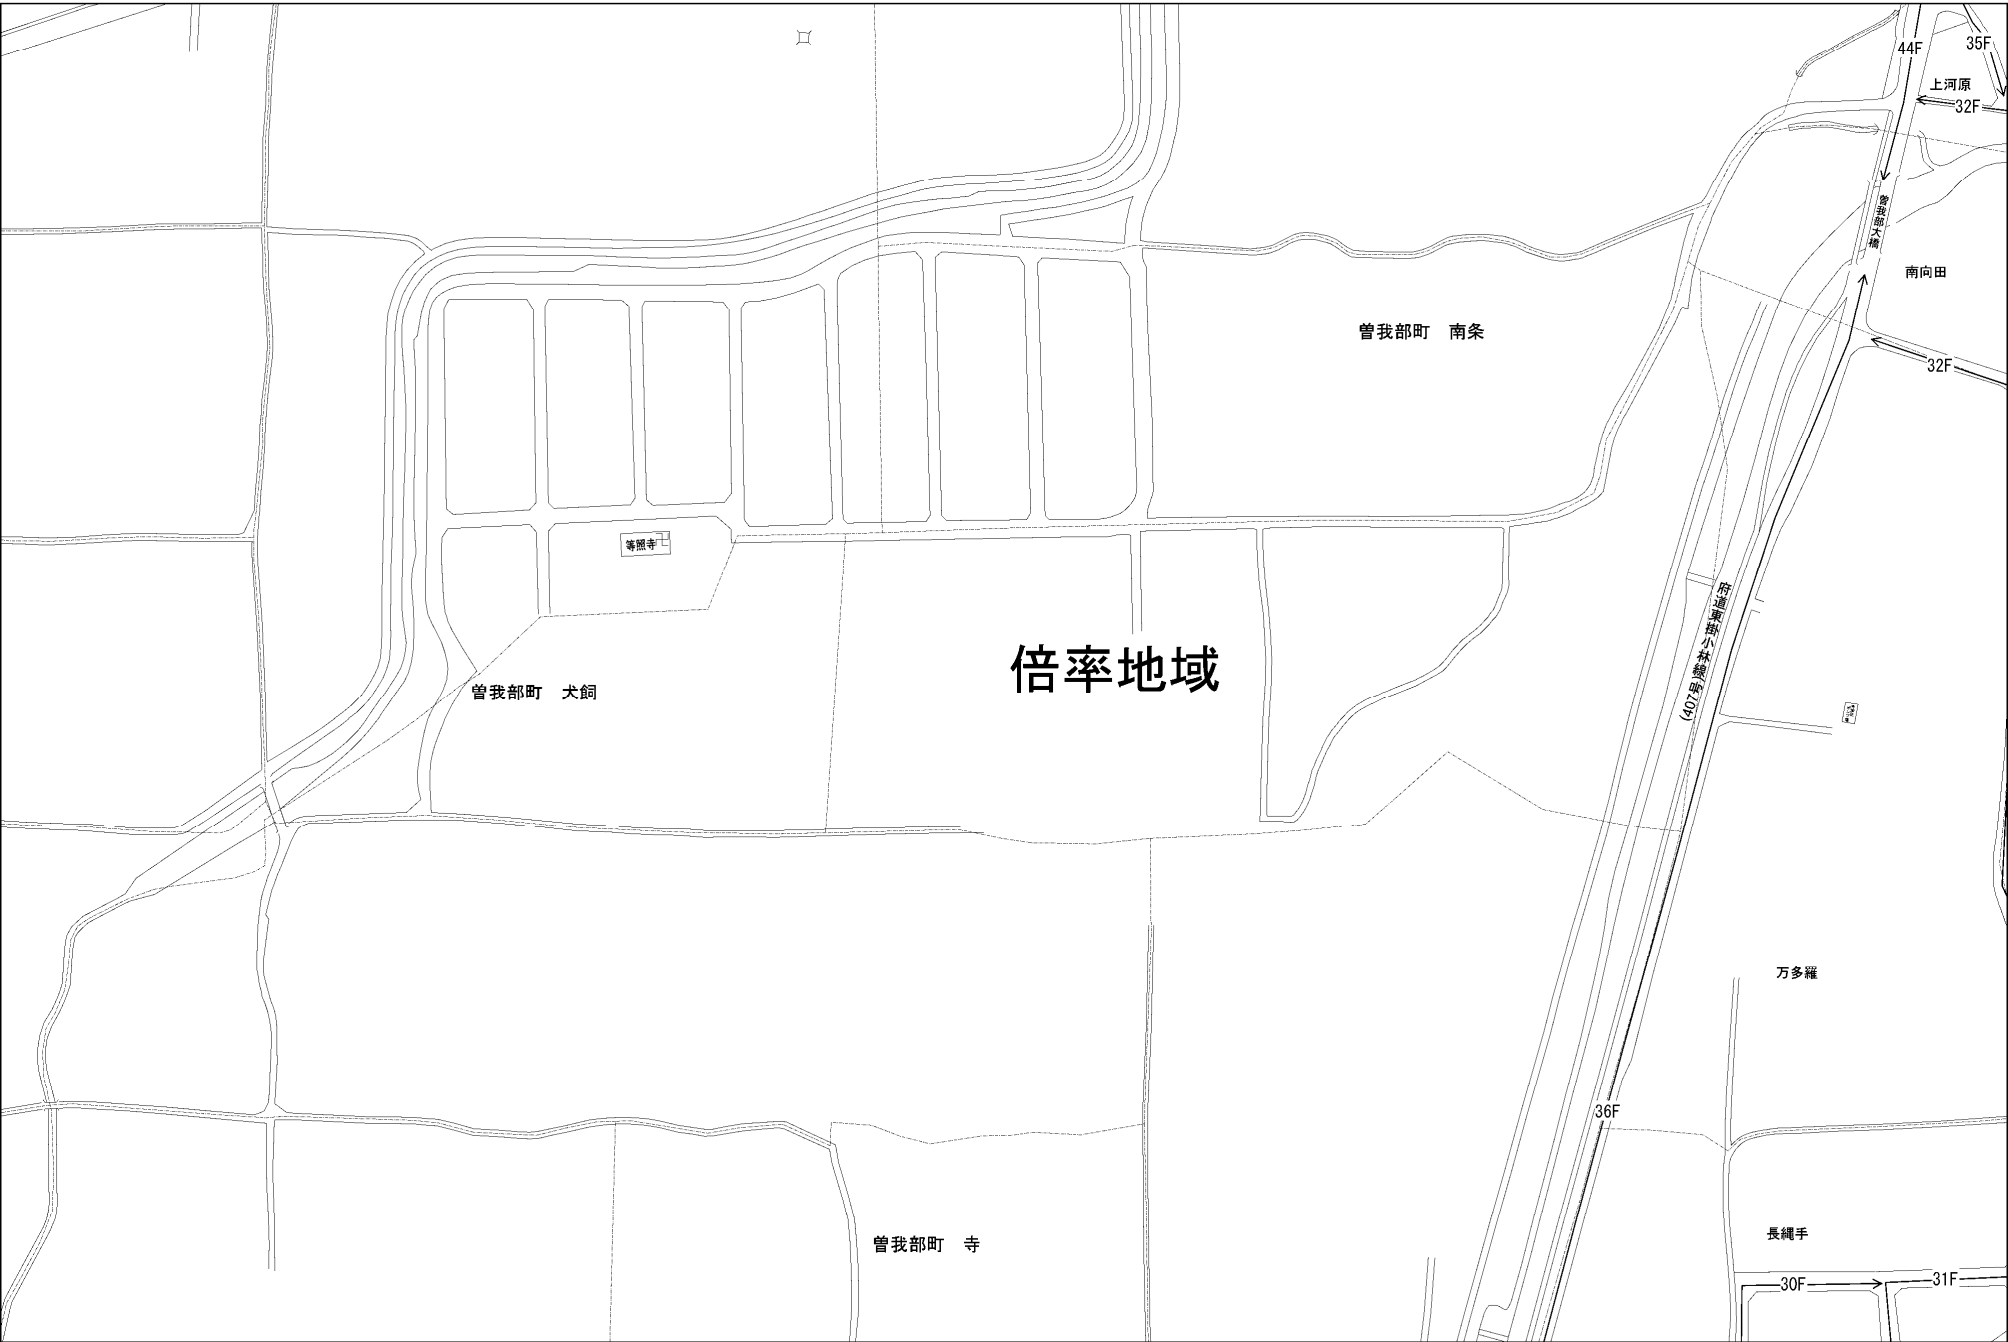 44F
35F
上河原
32F
曽我部大橋
南向田
曽我部町　南条
32F
等照寺
府道東掛小林線
(407号)
倍率地域
曽我部町　犬飼
万多羅
36F
長縄手
曽我部町　寺
30F
31F